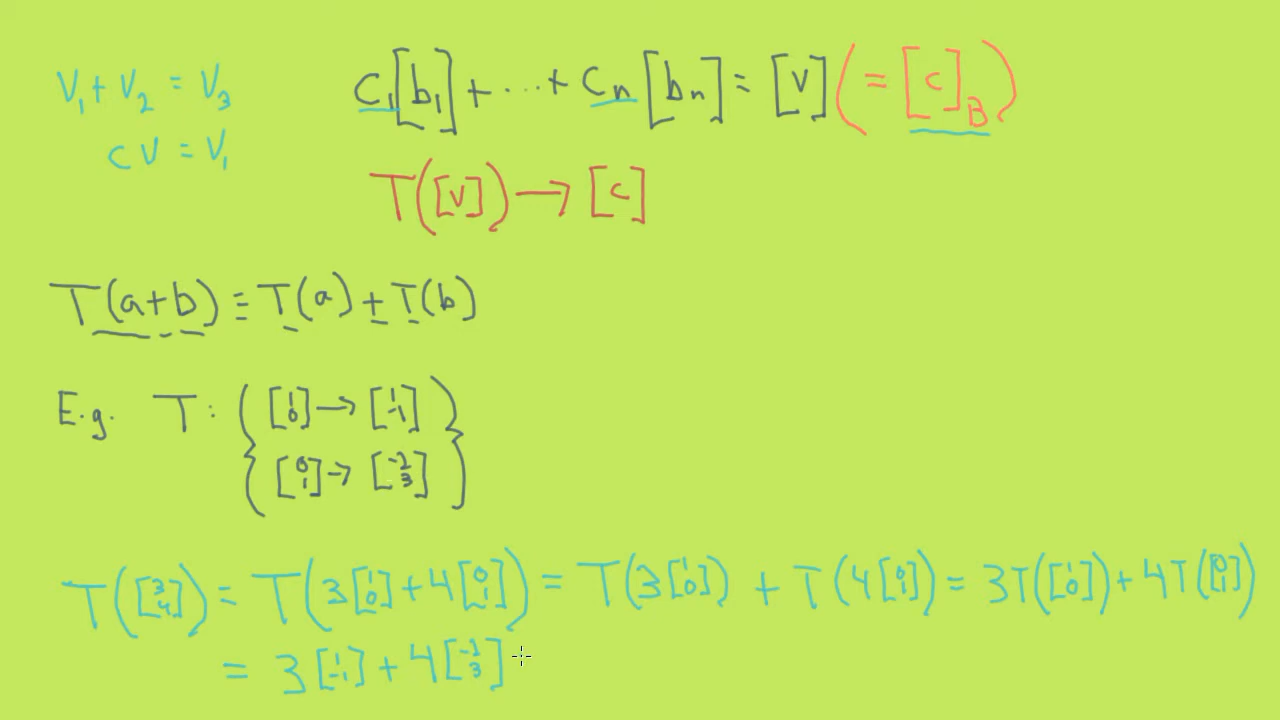 V₁ + V₂ = V₃
c₁[b₁] + ... + cₙ[bₙ] = [v] (= [c]_B)
cV = V₁
T([v]) → [c]
T(a+b) = T(a) + T(b)
E.g. T: { [1 0] → [1 -1]
[0 1] → [-2 3] }
T([3 4]) = T(3[1 0] + 4[0 1]) = T(3[1 0]) + T(4[0 1]) = 3T([1 0]) + 4T([0 1])
= 3[1 -1] + 4[-2 3]